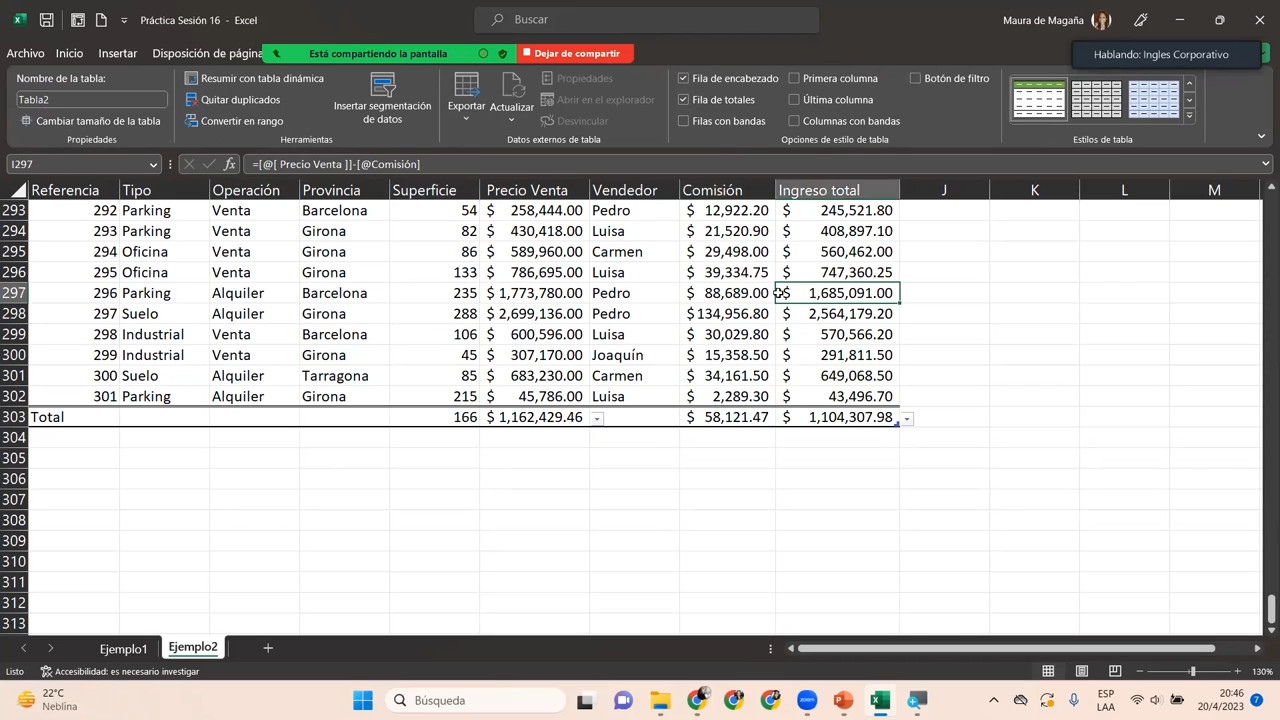 Práctica Sesión 16 - Excel
Buscar
Maura de Magaña
Archivo Inicio Insertar Disposición de página
Está compartiendo la pantalla
Dejar de compartir
Hablando: Ingles Corporativo
Nombre de la tabla:
Tabla2
Cambiar tamaño de la tabla
Propiedades
Resumir con tabla dinámica
Quitar duplicados
Convertir en rango
Insertar segmentación
de datos
Herramientas
Exportar
Actualizar
Propiedades
Abrir en el explorador
Desvincular
Datos externos de tabla
Fila de encabezado Primera columna Botón de filtro
Fila de totales Última columna
Filas con bandas Columnas con bandas
Opciones de estilo de tabla
Estilos de tabla
I297 fx =[@[ Precio Venta ]]-[@Comisión]
Referencia Tipo Operación Provincia Superficie Precio Venta Vendedor Comisión Ingreso total J K L M
293 292 Parking Venta Barcelona 54 $ 258,444.00 Pedro $ 12,922.20 $ 245,521.80
294 293 Parking Venta Girona 82 $ 430,418.00 Luisa $ 21,520.90 $ 408,897.10
295 294 Oficina Venta Girona 86 $ 589,960.00 Carmen $ 29,498.00 $ 560,462.00
296 295 Oficina Venta Girona 133 $ 786,695.00 Luisa $ 39,334.75 $ 747,360.25
297 296 Parking Alquiler Barcelona 235 $ 1,773,780.00 Pedro $ 88,689.00 $ 1,685,091.00
298 297 Suelo Alquiler Girona 288 $ 2,699,136.00 Pedro $ 134,956.80 $ 2,564,179.20
299 298 Industrial Venta Barcelona 106 $ 600,596.00 Luisa $ 30,029.80 $ 570,566.20
300 299 Industrial Venta Girona 45 $ 307,170.00 Joaquín $ 15,358.50 $ 291,811.50
301 300 Suelo Alquiler Tarragona 85 $ 683,230.00 Carmen $ 34,161.50 $ 649,068.50
302 301 Parking Alquiler Girona 215 $ 45,786.00 Luisa $ 2,289.30 $ 43,496.70
303 Total 166 $ 1,162,429.46 $ 58,121.47 $ 1,104,307.98
304
305
306
307
308
309
310
311
312
313
Ejemplo1 Ejemplo2
Listo Accesibilidad: es necesario investigar 130%
22°C
Neblina
Búsqueda
ESP
LAA
20:46
20/4/2023
7